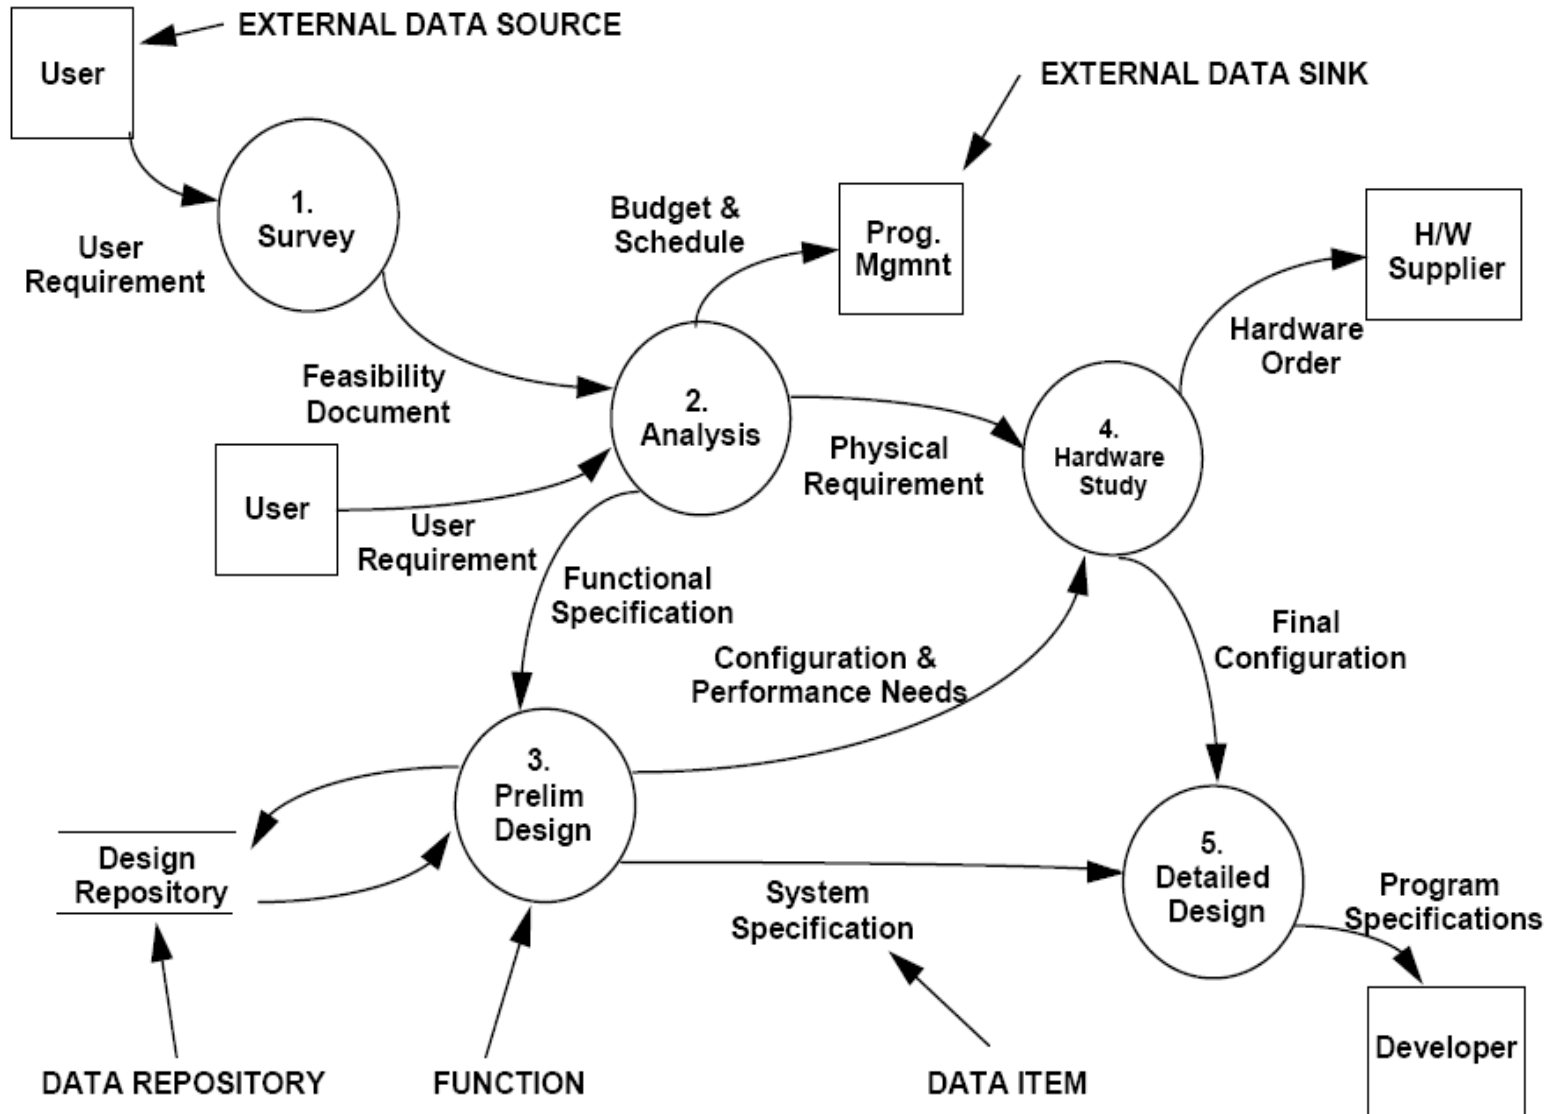 EXTERNAL DATA SOURCE
User
EXTERNAL DATA SINK
1.
Survey
User
Requirement
Budget &
Schedule
Prog.
Mgmnt
H/W
Supplier
Hardware
Order
Feasibility
Document
2.
Analysis
Physical
Requirement
4.
Hardware
Study
User
User
Requirement
Functional
Specification
Configuration &
Performance Needs
Final
Configuration
3.
Prelim
Design
Design
Repository
System
Specification
5.
Detailed
Design
Program
Specifications
Developer
DATA REPOSITORY
FUNCTION
DATA ITEM